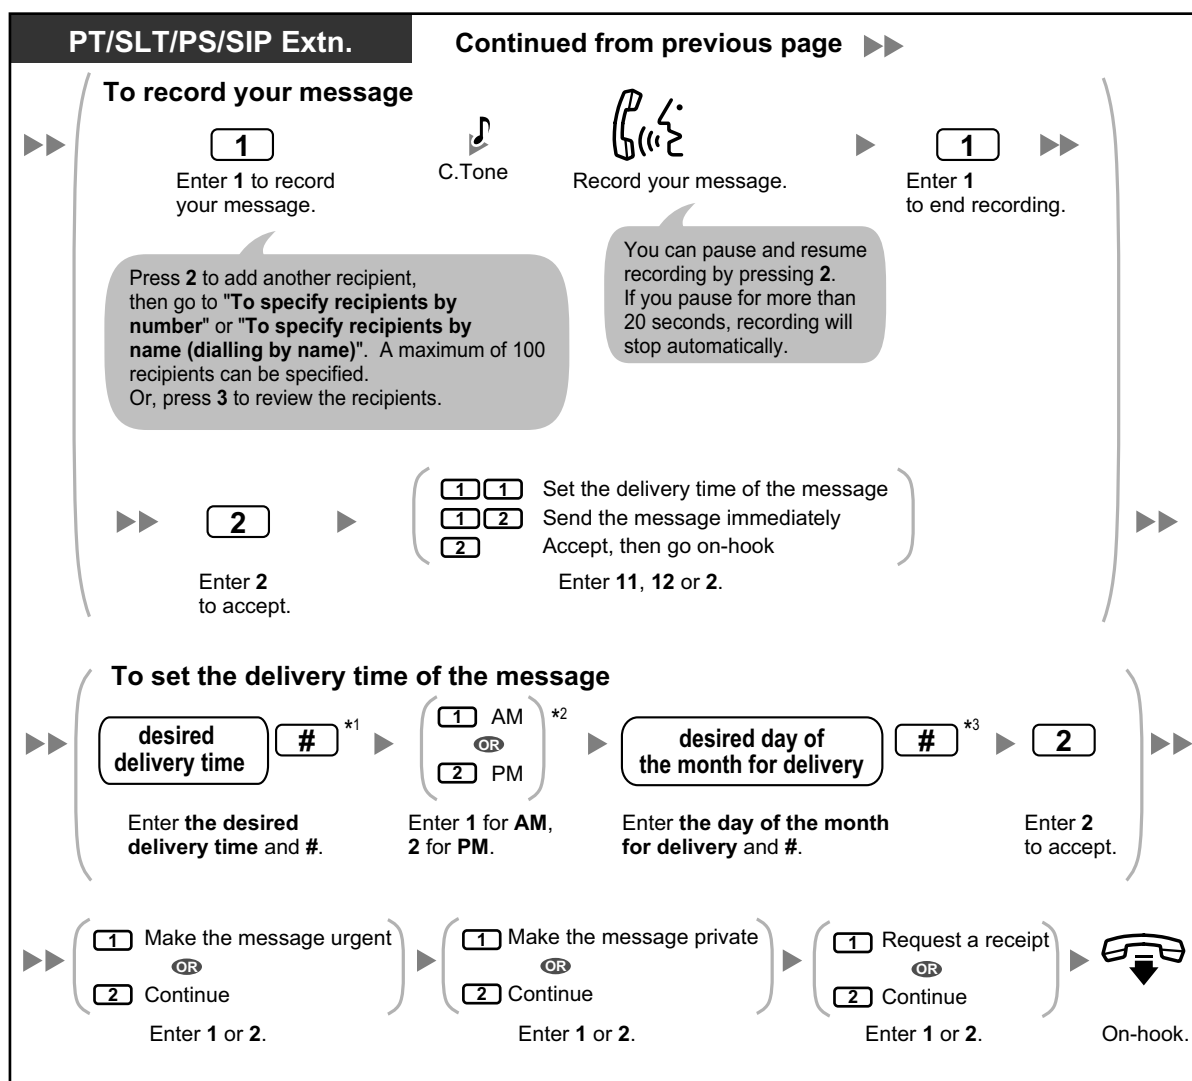 PT/SLT/PS/SIP Extn.
Continued from previous page
To record your message
1
Enter 1 to record
your message.
C.Tone
Record your message.
1
Enter 1
to end recording.
Press 2 to add another recipient,
then go to "To specify recipients by
number" or "To specify recipients by
name (dialling by name)". A maximum of 100
recipients can be specified.
Or, press 3 to review the recipients.
You can pause and resume
recording by pressing 2.
If you pause for more than
20 seconds, recording will
stop automatically.
2
Enter 2
to accept.
1 1 Set the delivery time of the message
1 2 Send the message immediately
2 Accept, then go on-hook
Enter 11, 12 or 2.
To set the delivery time of the message
desired
delivery time
# *1
Enter the desired
delivery time and #.
1 AM *2
OR
2 PM
Enter 1 for AM,
2 for PM.
desired day of
the month for delivery
# *3
Enter the day of the month
for delivery and #.
2
Enter 2
to accept.
1 Make the message urgent
OR
2 Continue
Enter 1 or 2.
1 Make the message private
OR
2 Continue
Enter 1 or 2.
1 Request a receipt
OR
2 Continue
Enter 1 or 2.
On-hook.